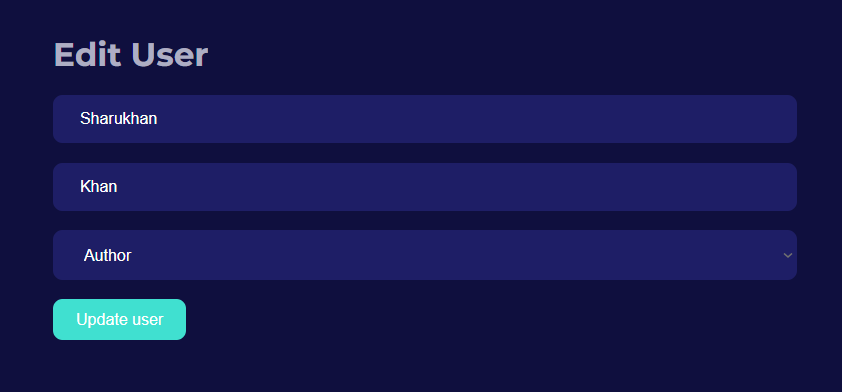 Edit User
Sharukhan
Khan
Author
Update user